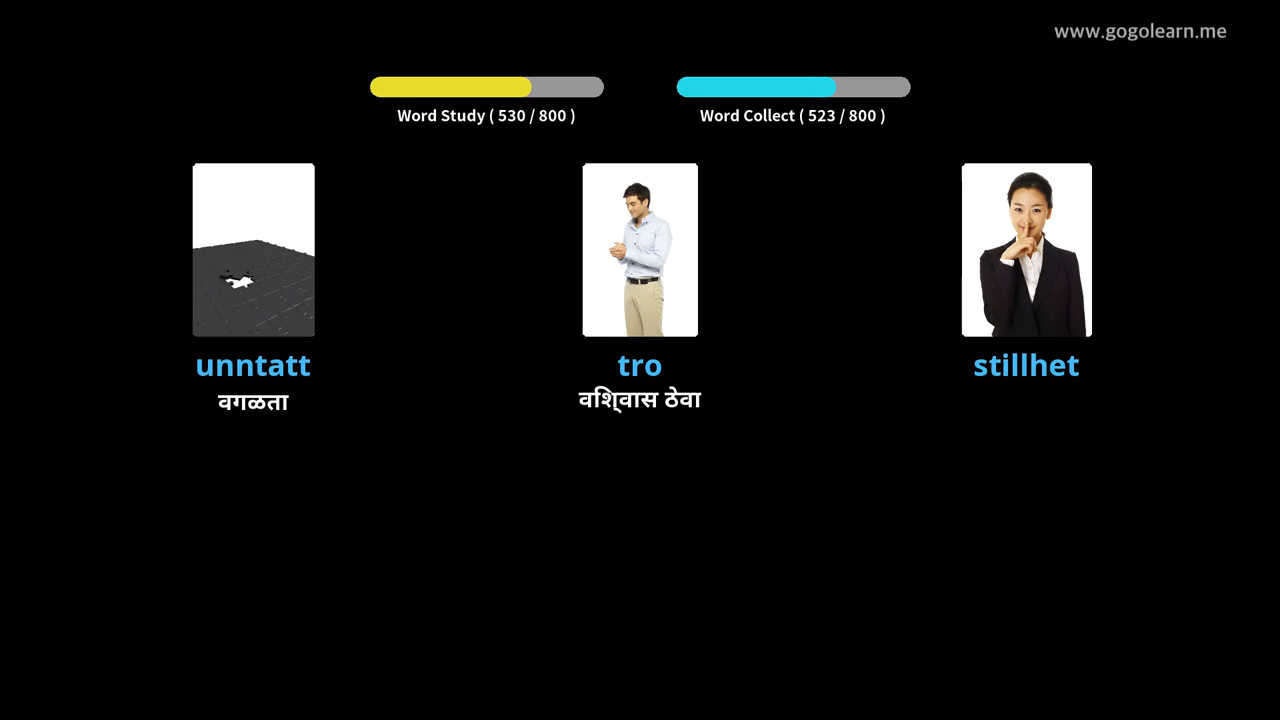 www.gogolearn.me
Word Study ( 530 / 800 )
Word Collect ( 523 / 800 )
unntatt
tro
stillhet
वगळता
वशि्वास ठेवा